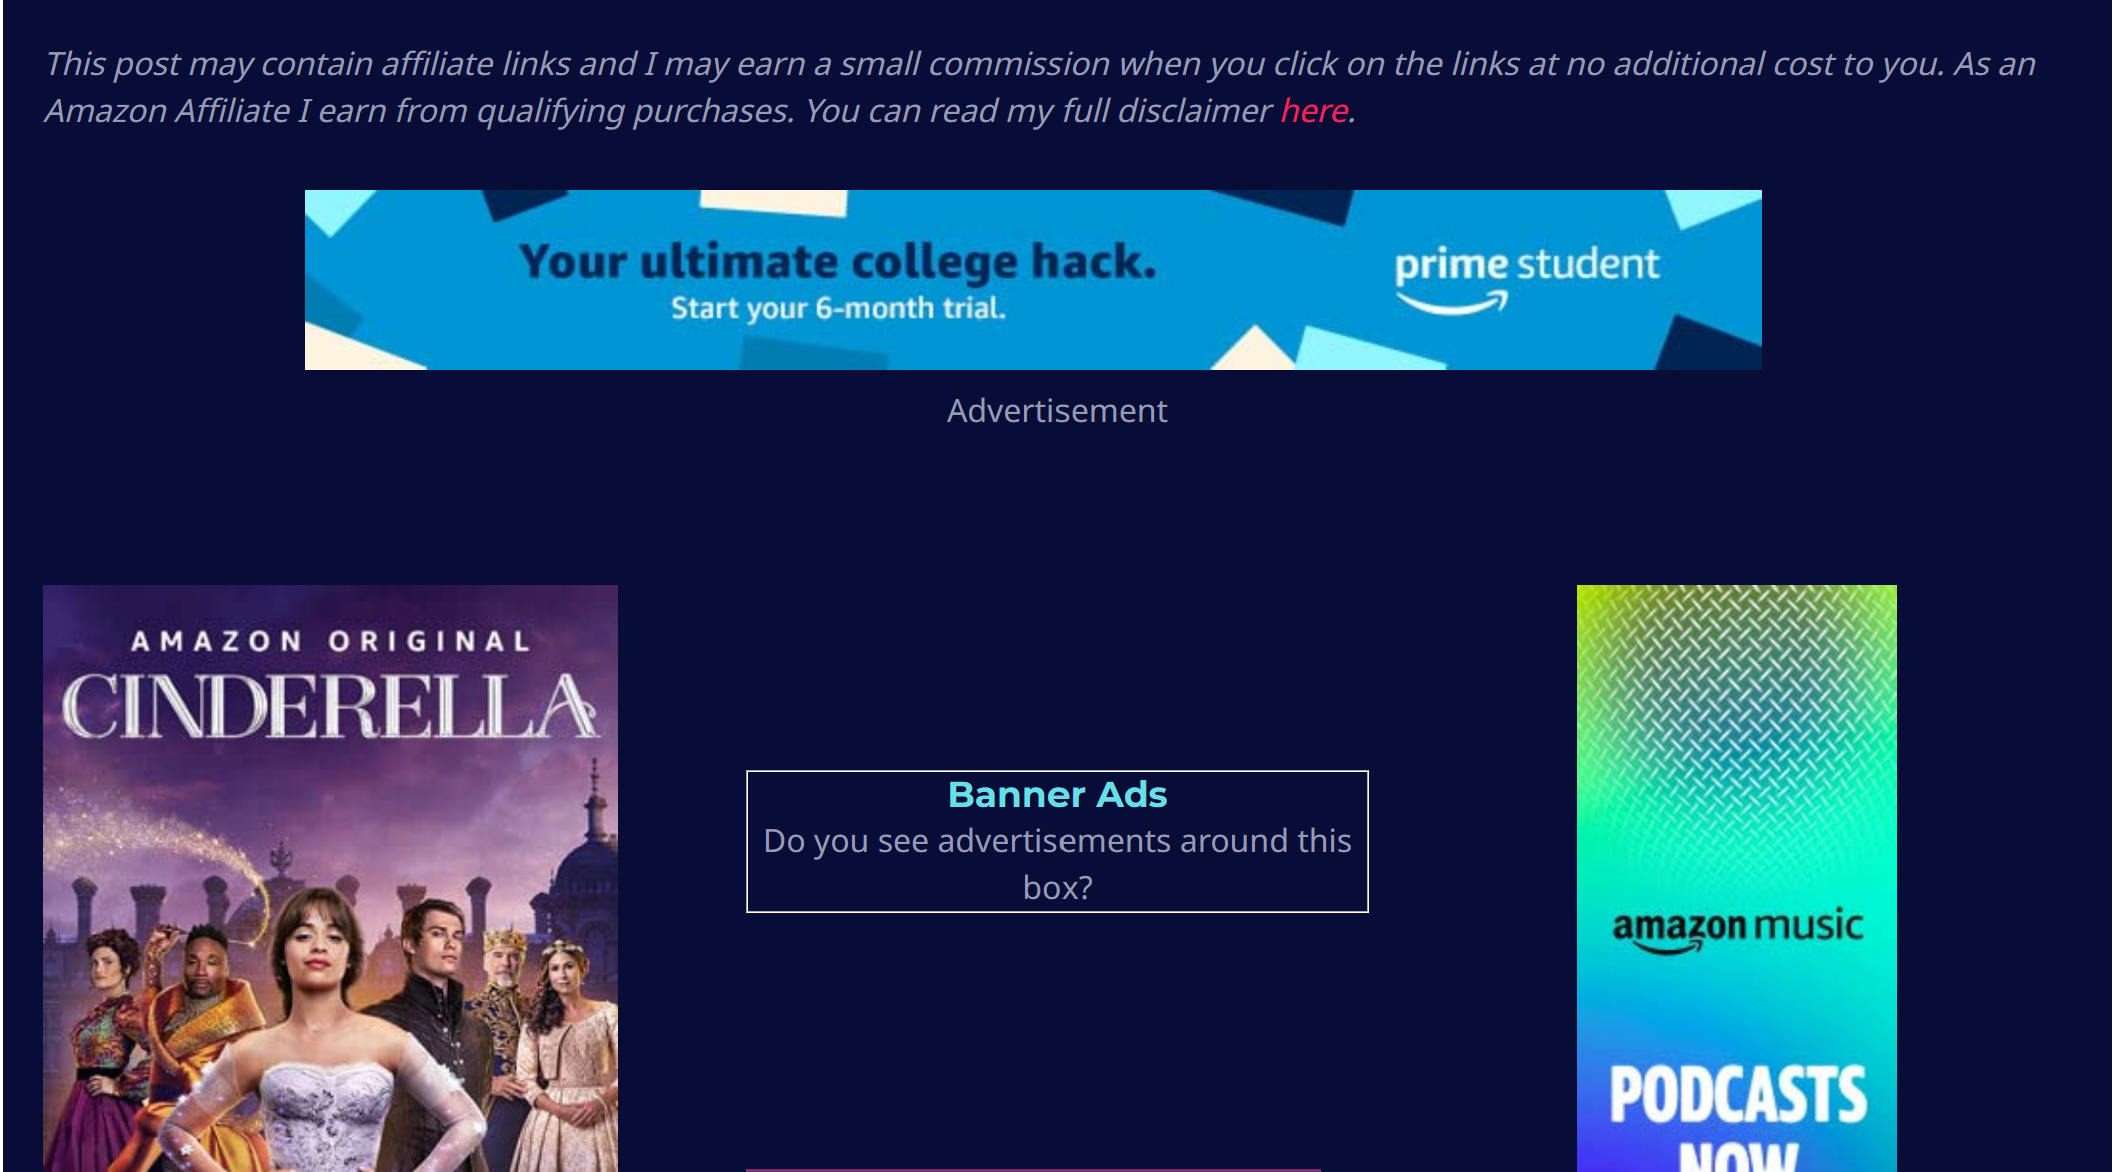 This post may contain affiliate links and I may earn a small commission when you click on the links at no additional cost to you. As an
Amazon Affiliate I earn from qualifying purchases. You can read my full disclaimer here.
Your ultimate college hack.
Start your 6-month trial.
prime student
Advertisement
AMAZON ORIGINAL
CINDERELLA
Banner Ads
Do you see advertisements around this
box?
amazon music
PODCASTS
NOW